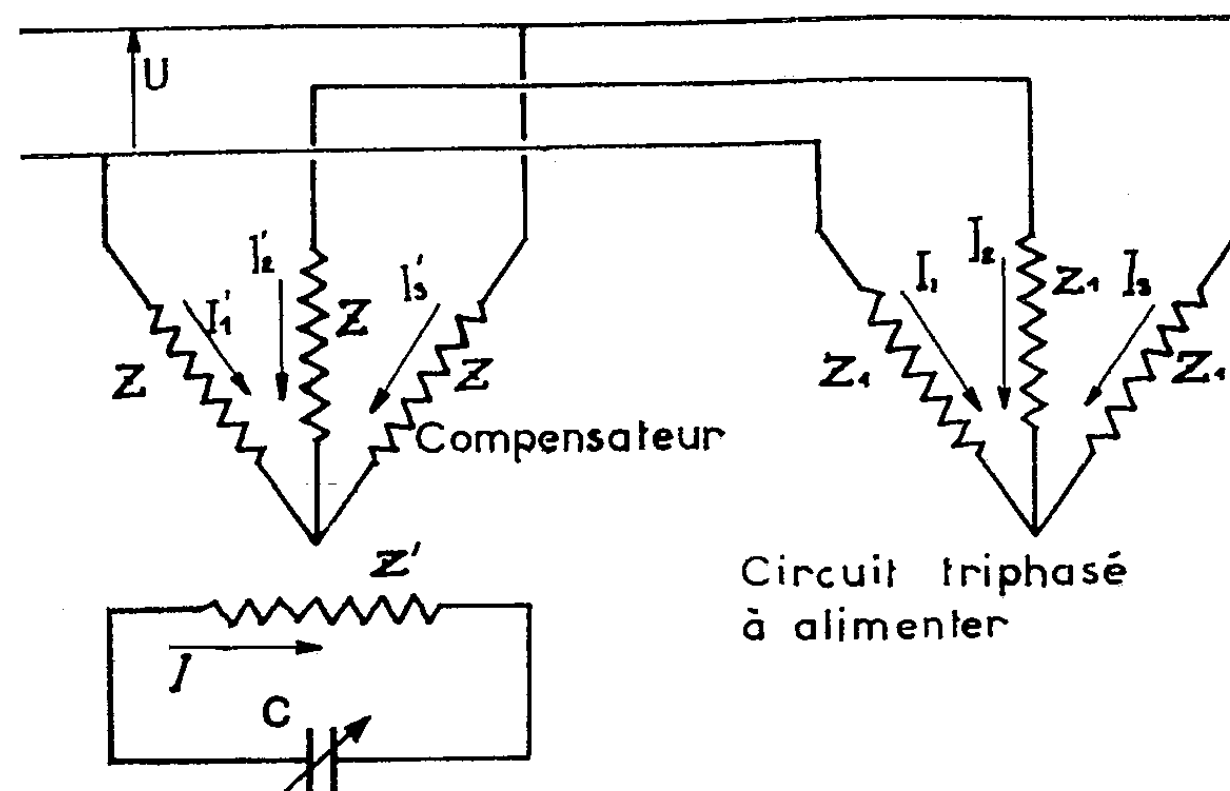 U
I'₂
I'₃
I'₁
Z
Z
Z
Compensateur
I₂
I₁
Z₁
I₃
Z₁
Z₁
Z'
I
C
Circuit triphasé
à alimenter